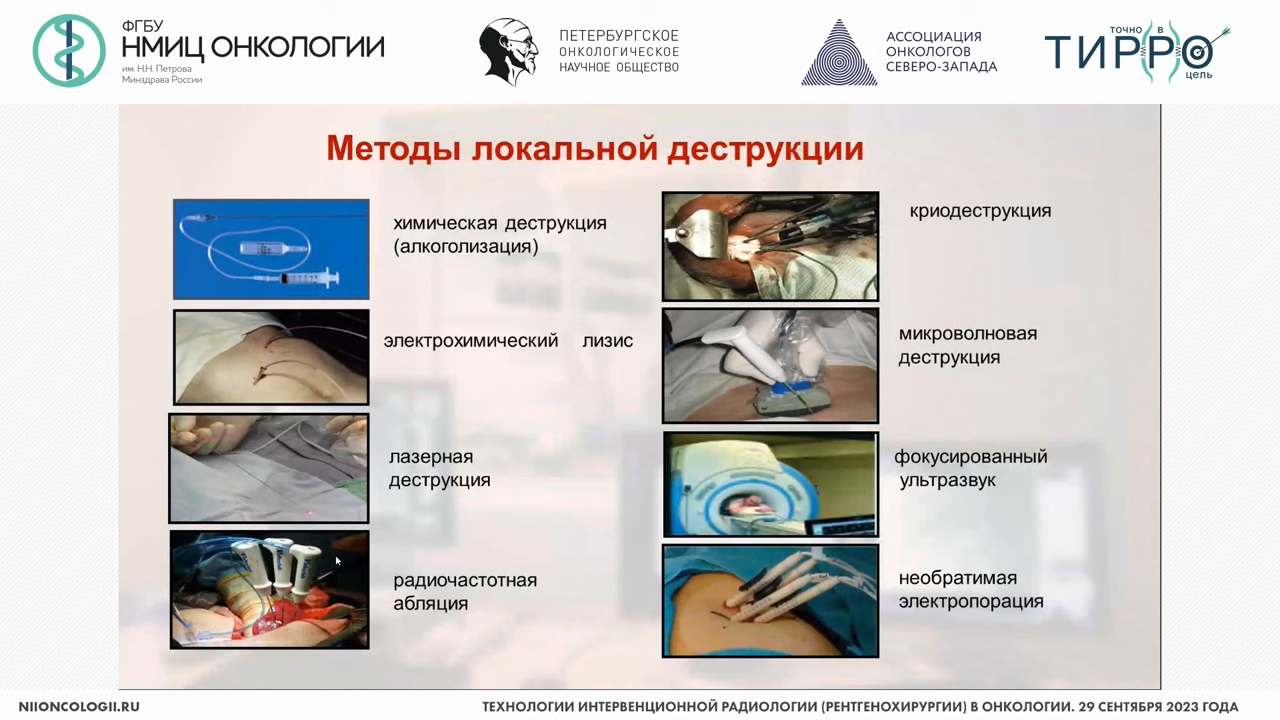 ФГБУ
НМИЦ ОНКОЛОГИИ
им. Н.Н. Петрова
Минздрава России
ПЕТЕРБУРГСКОЕ
ОНКОЛОГИЧЕСКОЕ
НАУЧНОЕ ОБЩЕСТВО
АССОЦИАЦИЯ
ОНКОЛОГОВ
СЕВЕРО-ЗАПАДА
ТОЧНО В
ТИРРО
цель
Методы локальной деструкции
химическая деструкция
(алкоголизация)
электрохимический лизис
лазерная
деструкция
радиочастотная
абляция
криодеструкция
микроволновая
деструкция
фокусированный
ультразвук
необратимая
электропорация
NIIONCOLOGII.RU
ТЕХНОЛОГИИ ИНТЕРВЕНЦИОННОЙ РАДИОЛОГИИ (РЕНТГЕНОХИРУРГИИ) В ОНКОЛОГИИ. 29 СЕНТЯБРЯ 2023 ГОДА